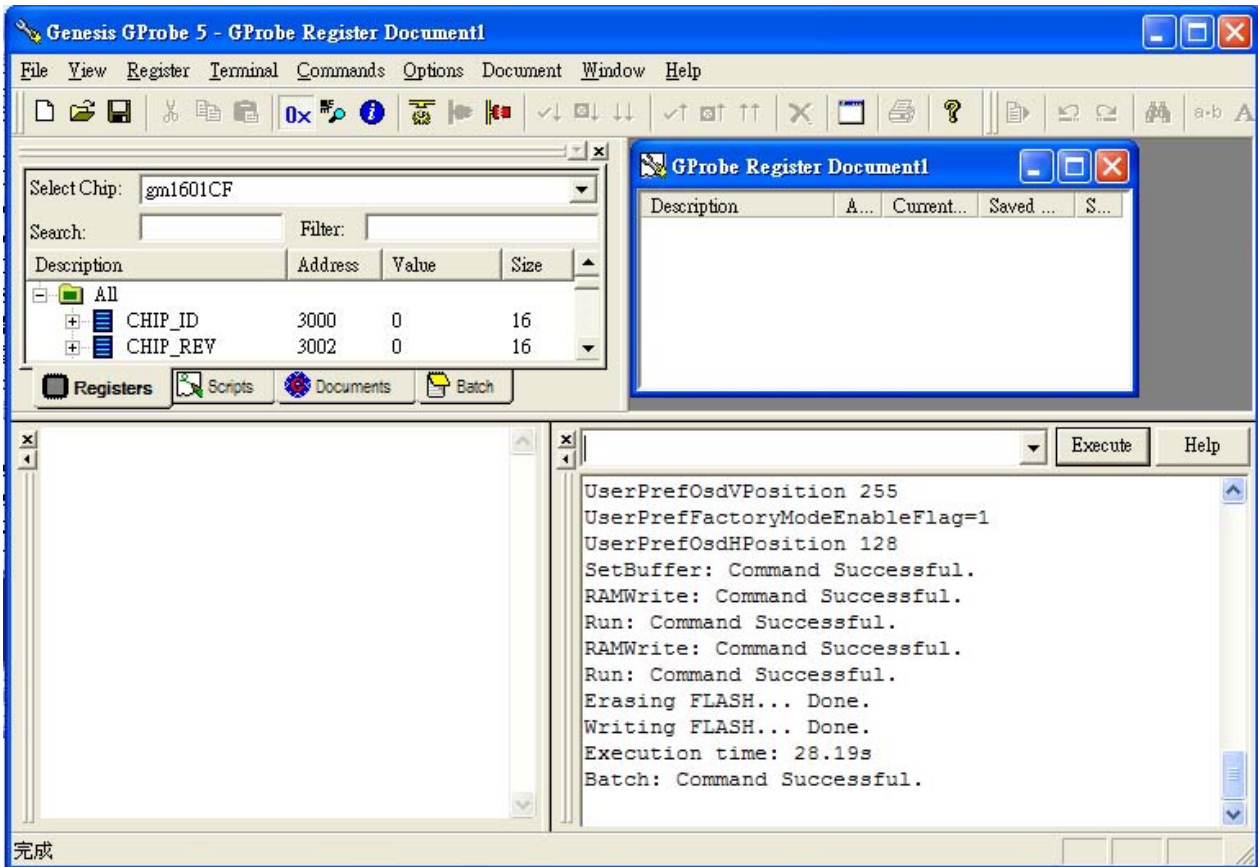 Genesis GProbe 5 - GProbe Register Document1
File View Register Terminal Commands Options Document Window Help
0x a·b A
Select Chip: gm1601CF
Search: Filter:
Description Address Value Size
All
CHIP_ID 3000 0 16
CHIP_REV 3002 0 16
Registers Scripts Documents Batch
GProbe Register Document1
Description A... Current... Saved ... S...
Execute Help
UserPrefOsdVPosition 255
UserPrefFactoryModeEnableFlag=1
UserPrefOsdHPosition 128
SetBuffer: Command Successful.
RAMWrite: Command Successful.
Run: Command Successful.
RAMWrite: Command Successful.
Run: Command Successful.
Erasing FLASH... Done.
Writing FLASH... Done.
Execution time: 28.19s
Batch: Command Successful.
完成